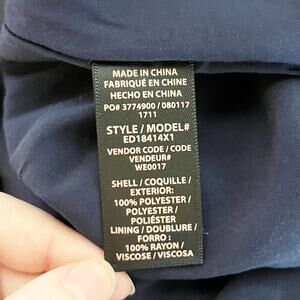 MADE IN CHINA
FABRIQUÉ EN CHINE
HECHO EN CHINA
PO# 3774900 / 080117
1711
STYLE / MODEL#
ED18414X1
VENDOR CODE / CODE
VENDEUR#
WE0017
SHELL / COQUILLE /
EXTERIOR:
100% POLYESTER /
POLYESTER /
POLIÉSTER
LINING / DOUBLURE /
FORRO :
100% RAYON /
VISCOSE / VISCOSA